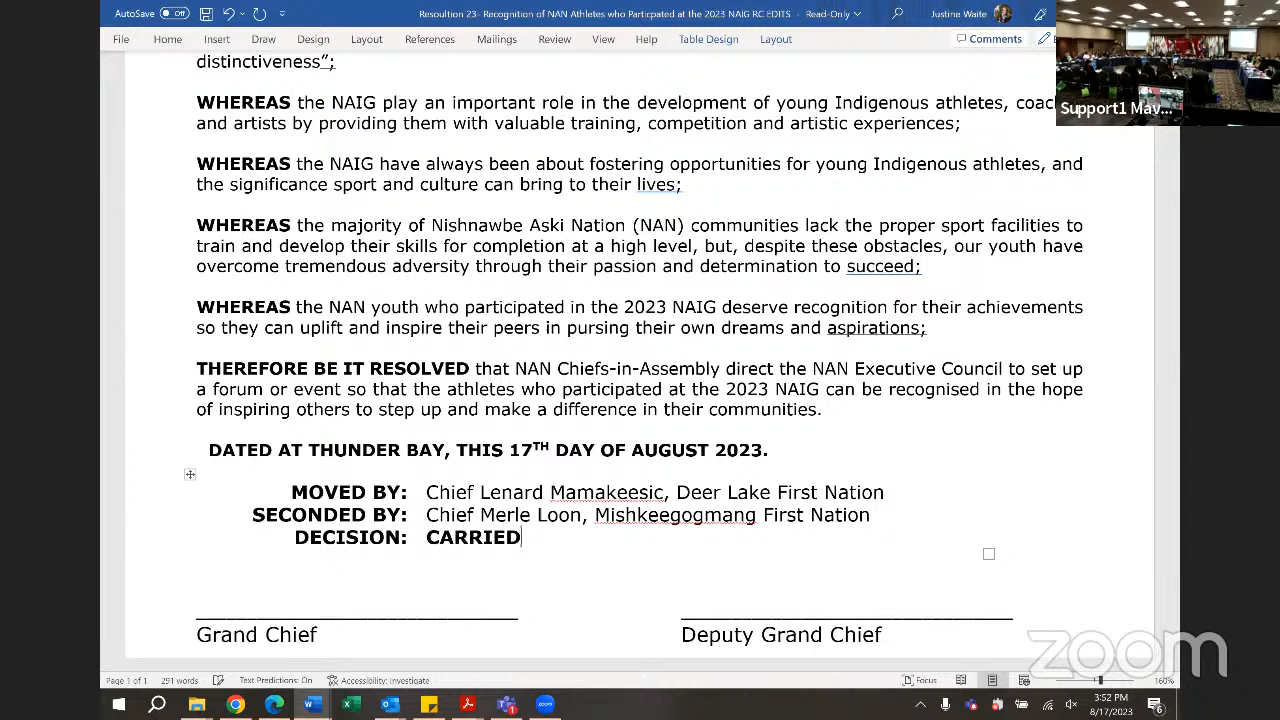 AutoSave Off Resoultion 23- Recognition of NAN Athletes who Particpated at the 2023 NAIG RC EDITS - Read-Only Justine Waite
File Home Insert Draw Design Layout References Mailings Review View Help Table Design Layout Comments
distinctiveness";
WHEREAS the NAIG play an important role in the development of young Indigenous athletes,
and artists by providing them with valuable training, competition and artistic experiences;
Support1 Mav...
WHEREAS the NAIG have always been about fostering opportunities for young Indigenous athletes, and
the significance sport and culture can bring to their lives;
WHEREAS the majority of Nishnawbe Aski Nation (NAN) communities lack the proper sport facilities to
train and develop their skills for completion at a high level, but, despite these obstacles, our youth have
overcome tremendous adversity through their passion and determination to succeed;
WHEREAS the NAN youth who participated in the 2023 NAIG deserve recognition for their achievements
so they can uplift and inspire their peers in pursing their own dreams and aspirations;
THEREFORE BE IT RESOLVED that NAN Chiefs-in-Assembly direct the NAN Executive Council to set up
a forum or event so that the athletes who participated at the 2023 NAIG can be recognised in the hope
of inspiring others to step up and make a difference in their communities.
DATED AT THUNDER BAY, THIS 17TH DAY OF AUGUST 2023.
MOVED BY: Chief Lenard Mamakeesic, Deer Lake First Nation
SECONDED BY: Chief Merle Loon, Mishkeegogmang First Nation
DECISION: CARRIED
Grand Chief Deputy Grand Chief
zoom
Page 1 of 1 291 words Text Predictions: On Accessibility: Investigate Focus 160%
zoom 3:52 PM
8/17/2023 6